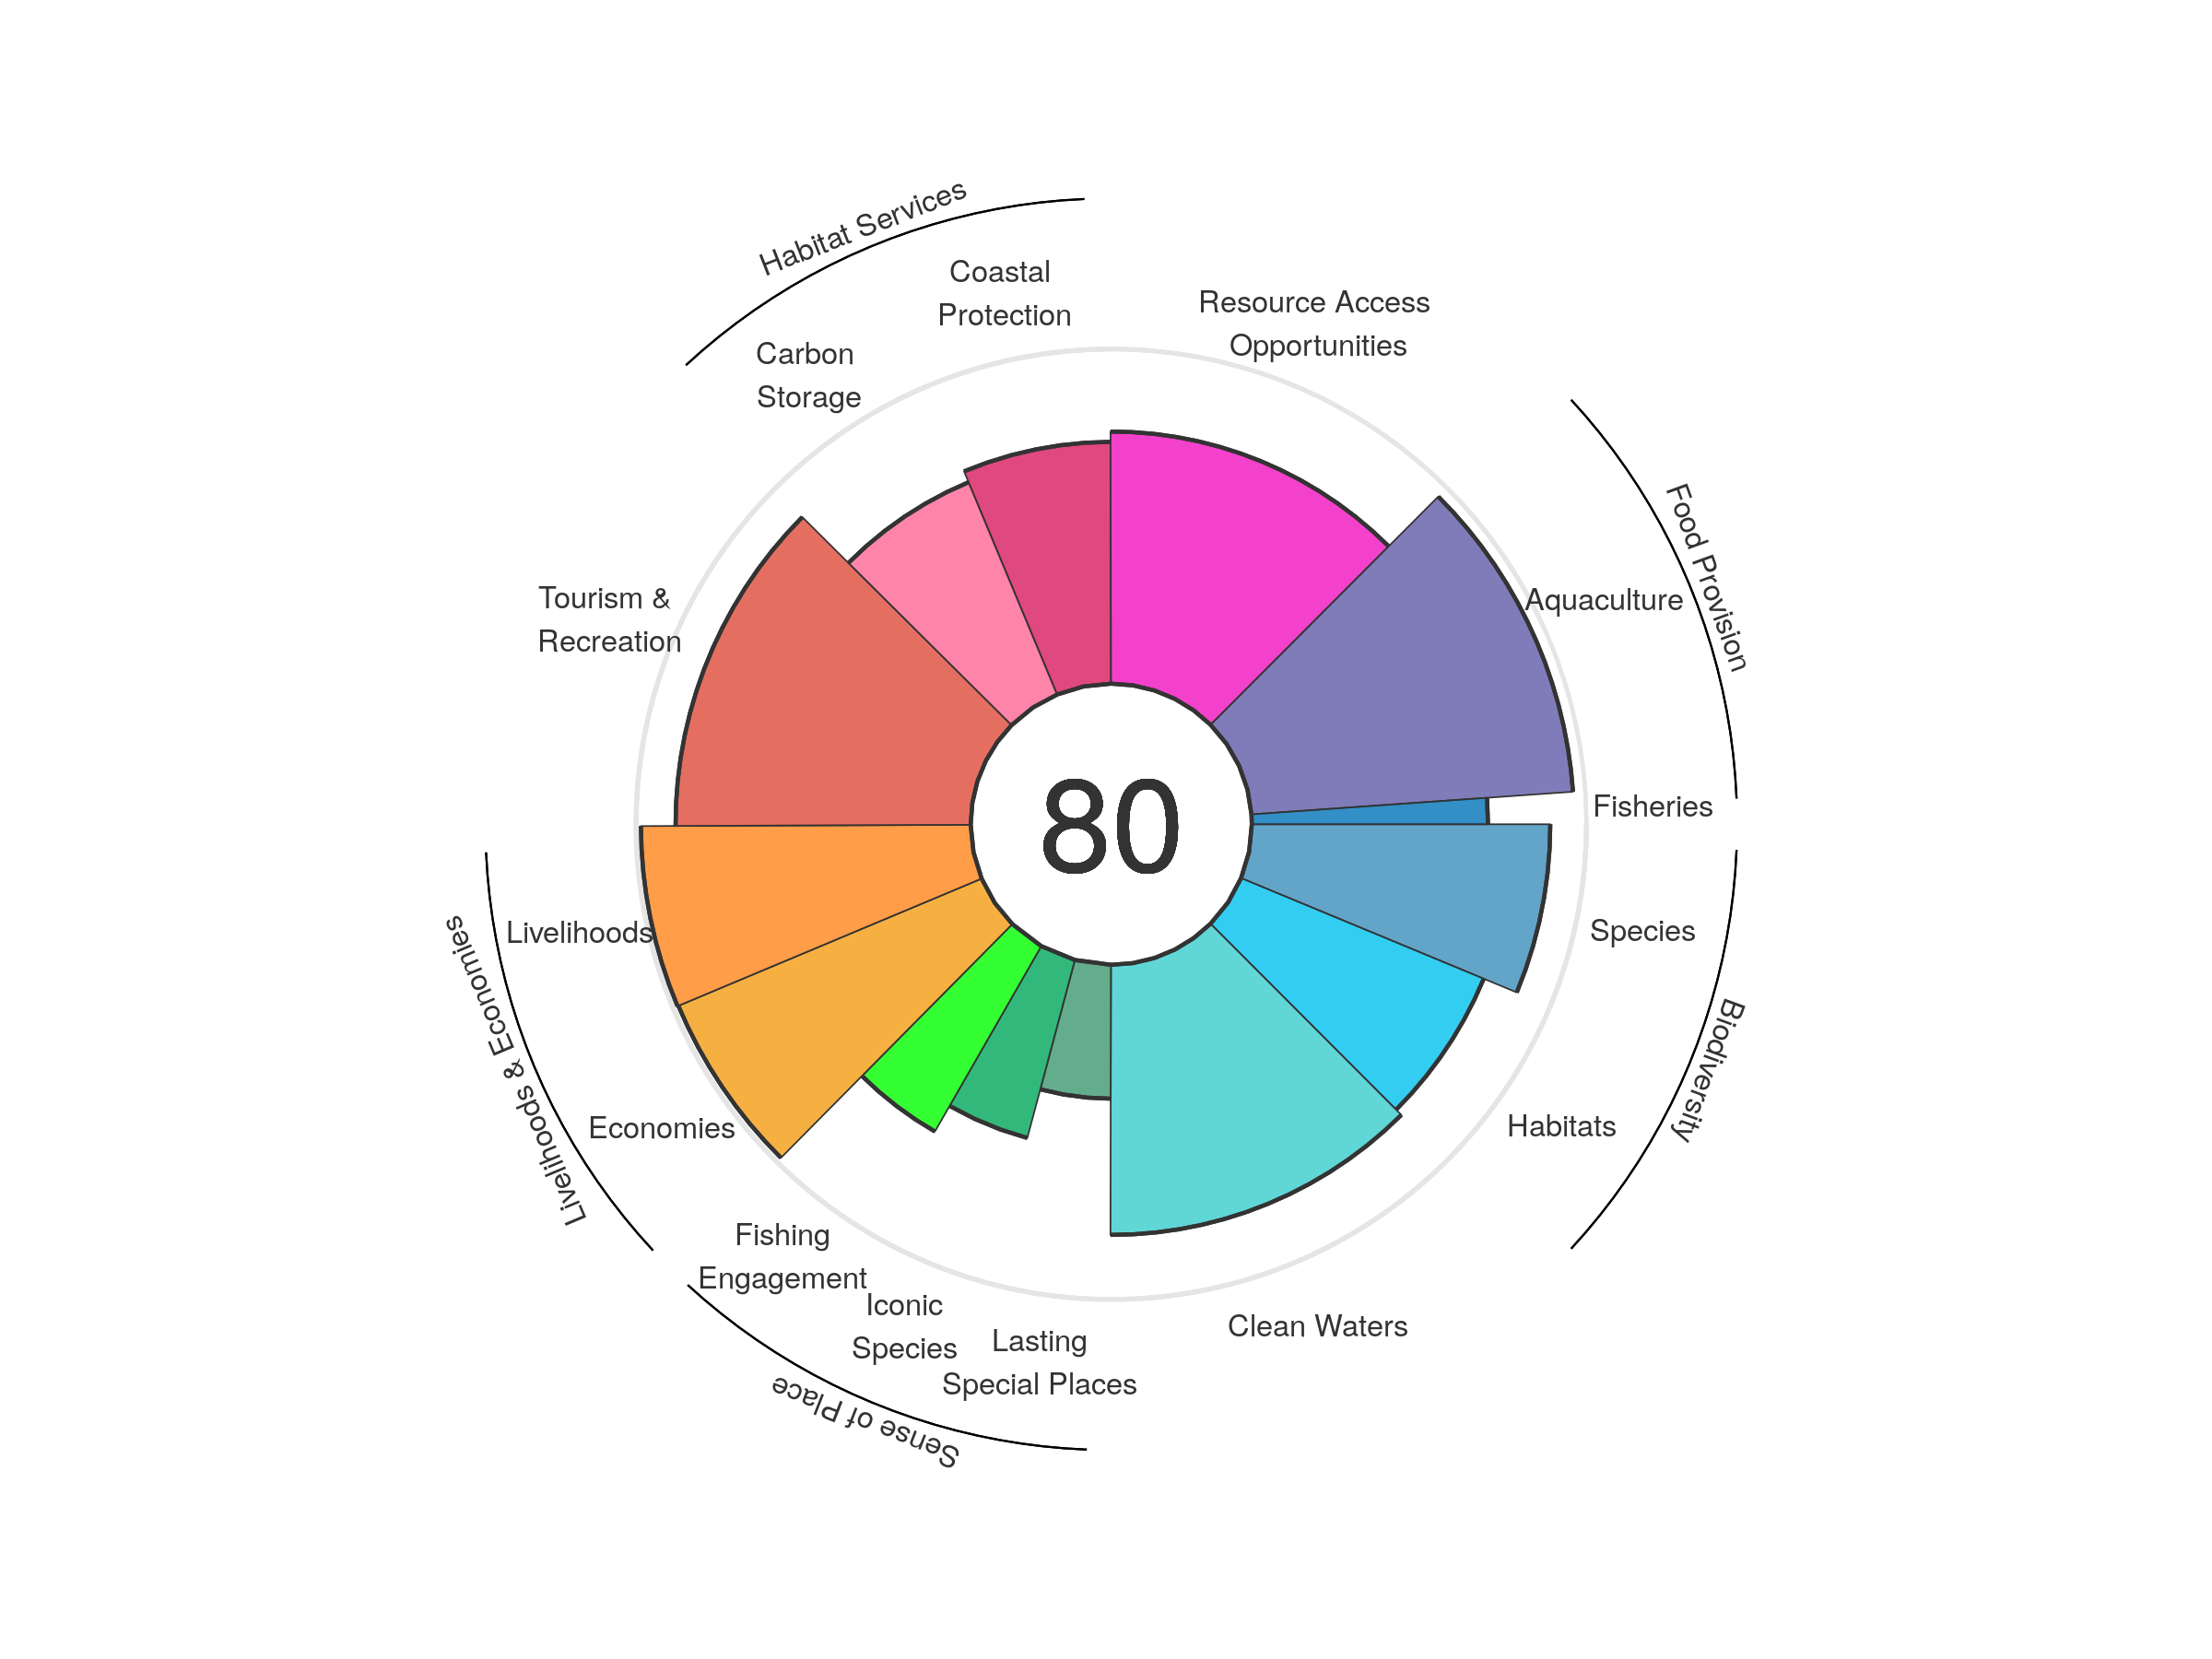 Habitat Services
Coastal
Protection
Resource Access
Opportunities
Carbon
Storage
Food Provision
Aquaculture
Tourism &
Recreation
80
Fisheries
Livelihoods
Species
Livelihoods & Economies
Biodiversity
Economies
Habitats
Fishing
Engagement
Iconic
Species
Lasting
Special Places
Clean Waters
Sense of Place